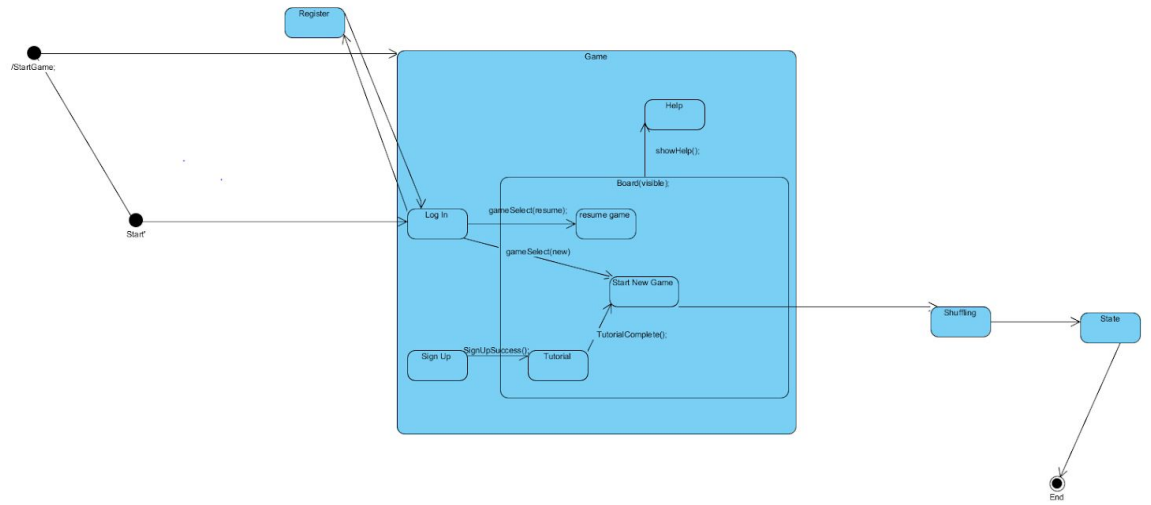 Register
/StartGame;
Game
Help
showHelp();
Board(visible);
Log In
gameSelect(resume);
resume game
Start'
gameSelect(new)
Start New Game
Shuffling
State
TutorialComplete();
Sign Up
SignUpSuccess();
Tutorial
End